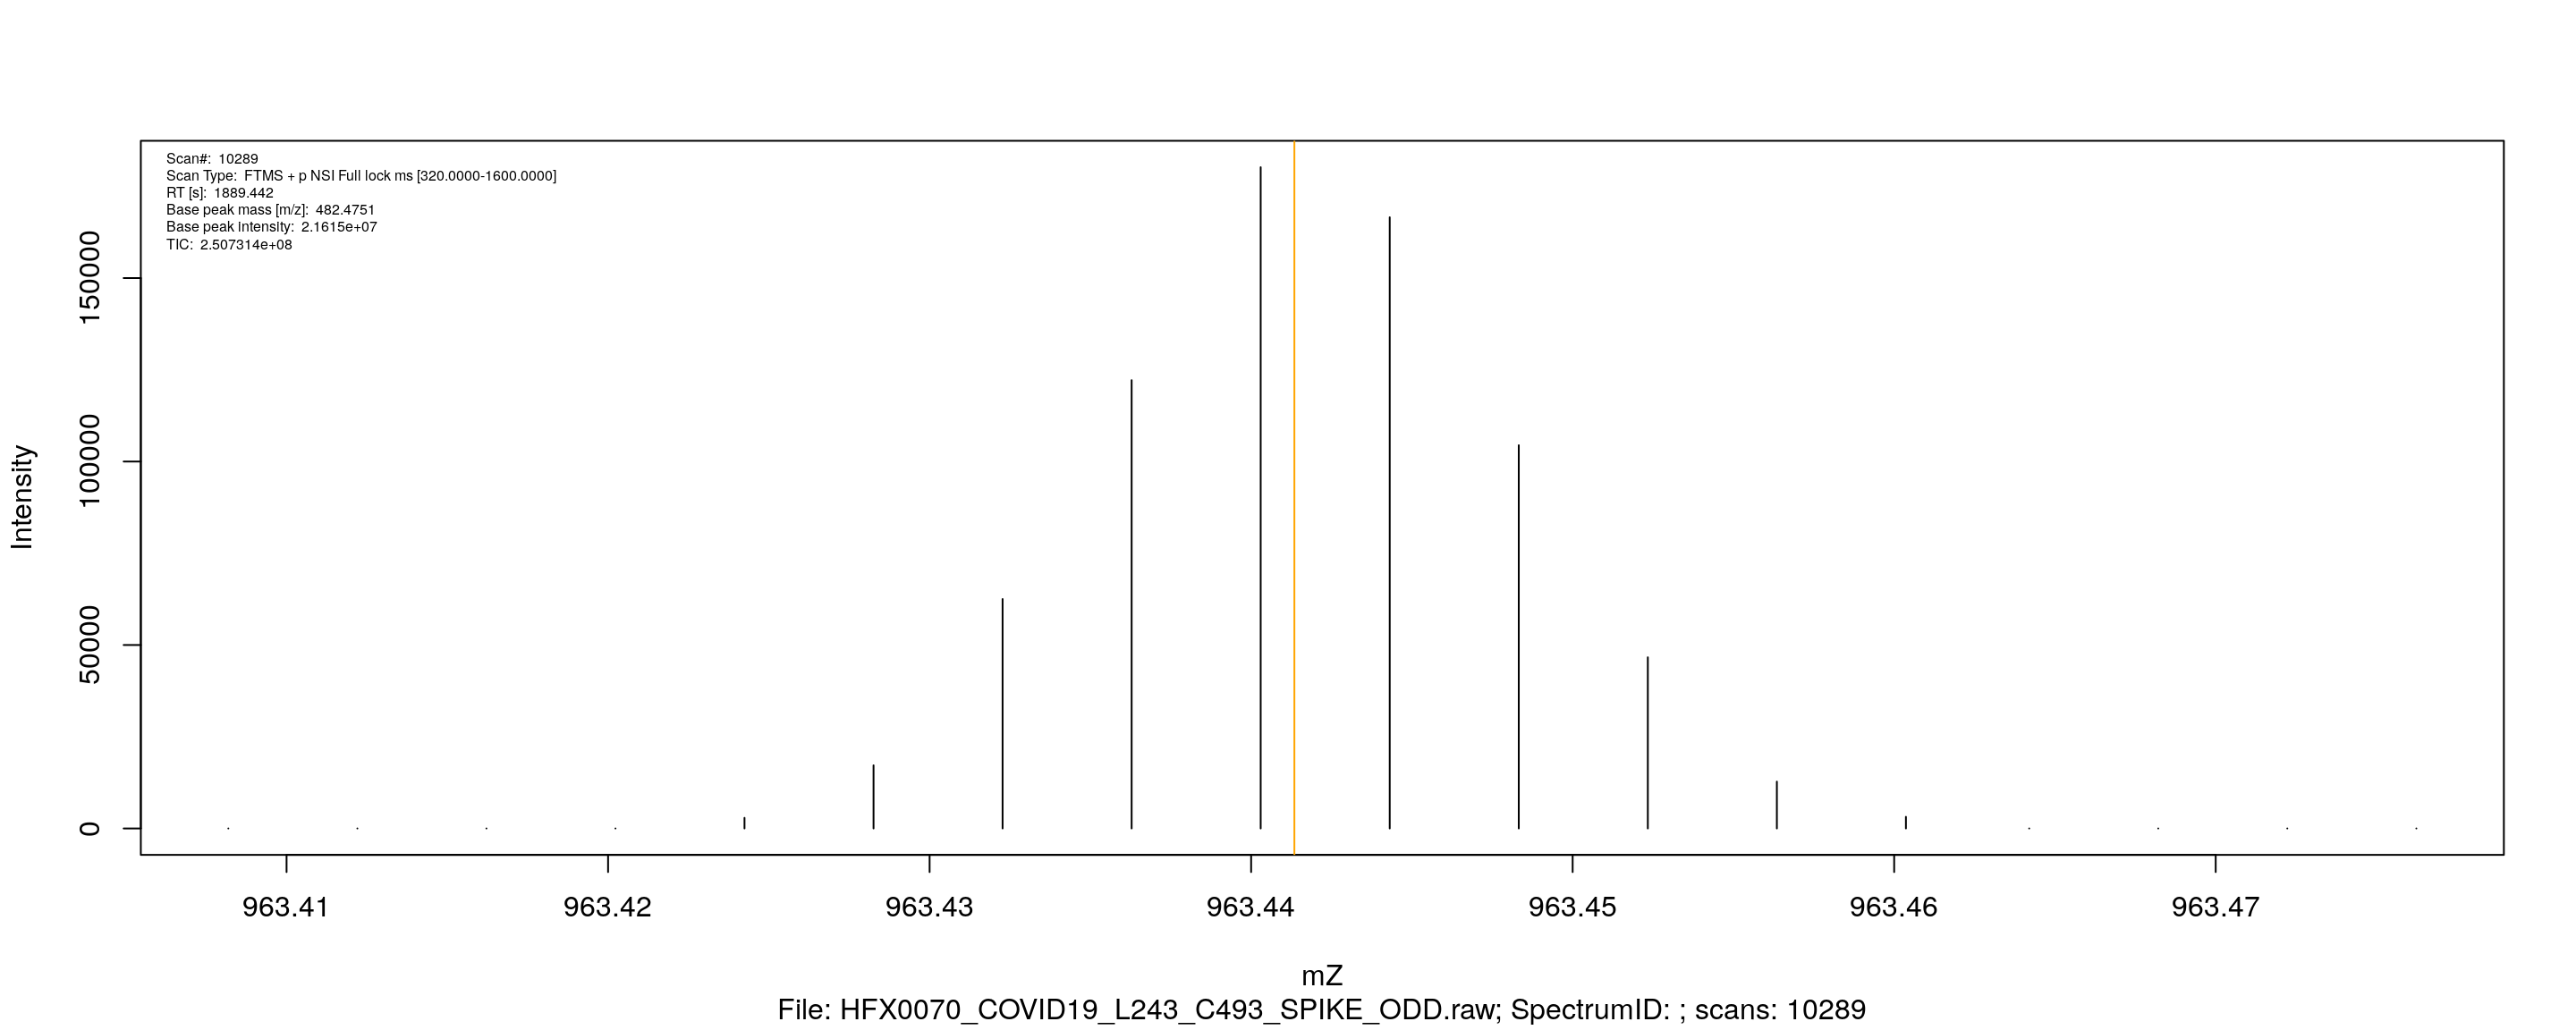 Scan#: 10289
Scan Type: FTMS + p NSI Full lock ms [320.0000-1600.0000]
RT [s]: 1889.442
Base peak mass [m/z]: 482.4751
Base peak intensity: 2.1615e+07
TIC: 2.507314e+08
150000
100000
50000
0
Intensity
963.41 963.42 963.43 963.44 963.45 963.46 963.47
mZ
File: HFX0070_COVID19_L243_C493_SPIKE_ODD.raw; SpectrumID: ; scans: 10289